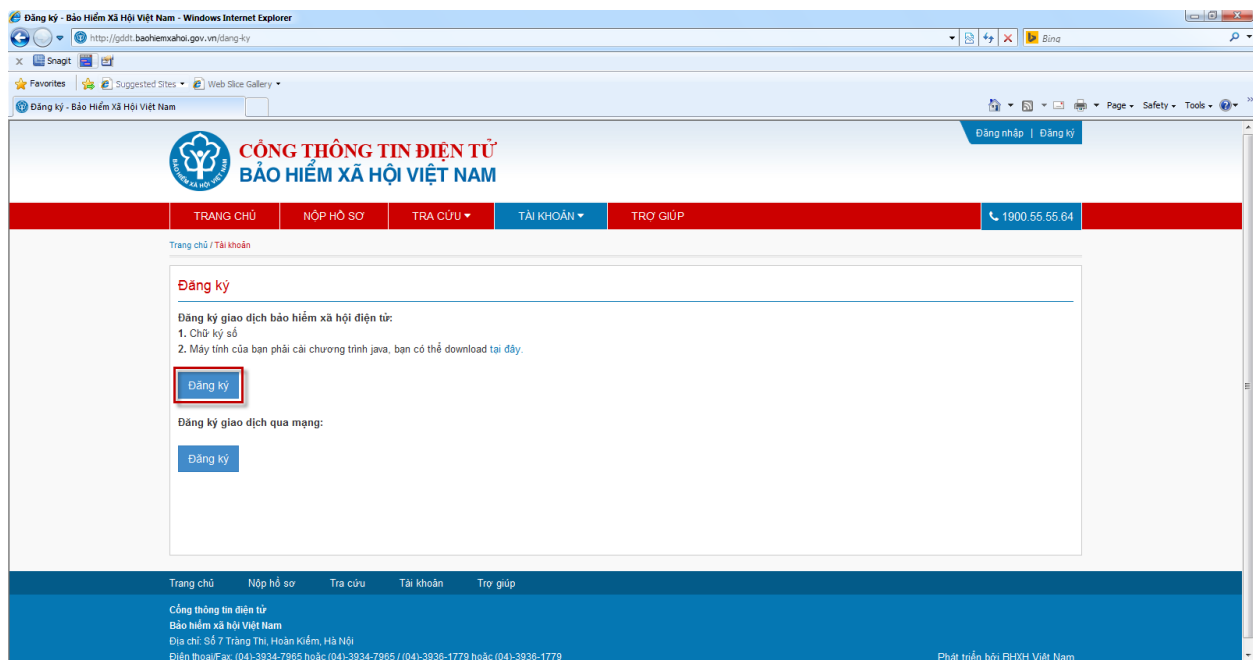 Đăng ký - Bảo Hiểm Xã Hội Việt Nam - Windows Internet Explorer
http://gddt.baohiemxahoi.gov.vn/dang-ky
Bing
x Snagit
Favorites Suggested Sites Web Slice Gallery
Đăng ký - Bảo Hiểm Xã Hội Việt Nam
Page Safety Tools
Đăng nhập | Đăng ký
CỔNG THÔNG TIN ĐIỆN TỬ
BẢO HIỂM XÃ HỘI VIỆT NAM
TRANG CHỦ NỘP HỒ SƠ TRA CỨU TÀI KHOẢN TRỢ GIÚP 1900.55.55.64
Trang chủ / Tài khoản
Đăng ký
Đăng ký giao dịch bảo hiểm xã hội điện tử:
1. Chữ ký số
2. Máy tính của bạn phải cài chương trình java, bạn có thể download tại đây.
Đăng ký
Đăng ký giao dịch qua mạng:
Đăng ký
Trang chủ Nộp hồ sơ Tra cứu Tài khoản Trợ giúp
Cổng thông tin điện tử
Bảo hiểm xã hội Việt Nam
Địa chỉ: Số 7 Tràng Thi, Hoàn Kiếm, Hà Nội
Điện thoại/Fax: (04)-3934-7965 hoặc (04)-3934-7965 / (04)-3936-1779 hoặc (04)-3936-1779
Phát triển bởi BHXH Việt Nam